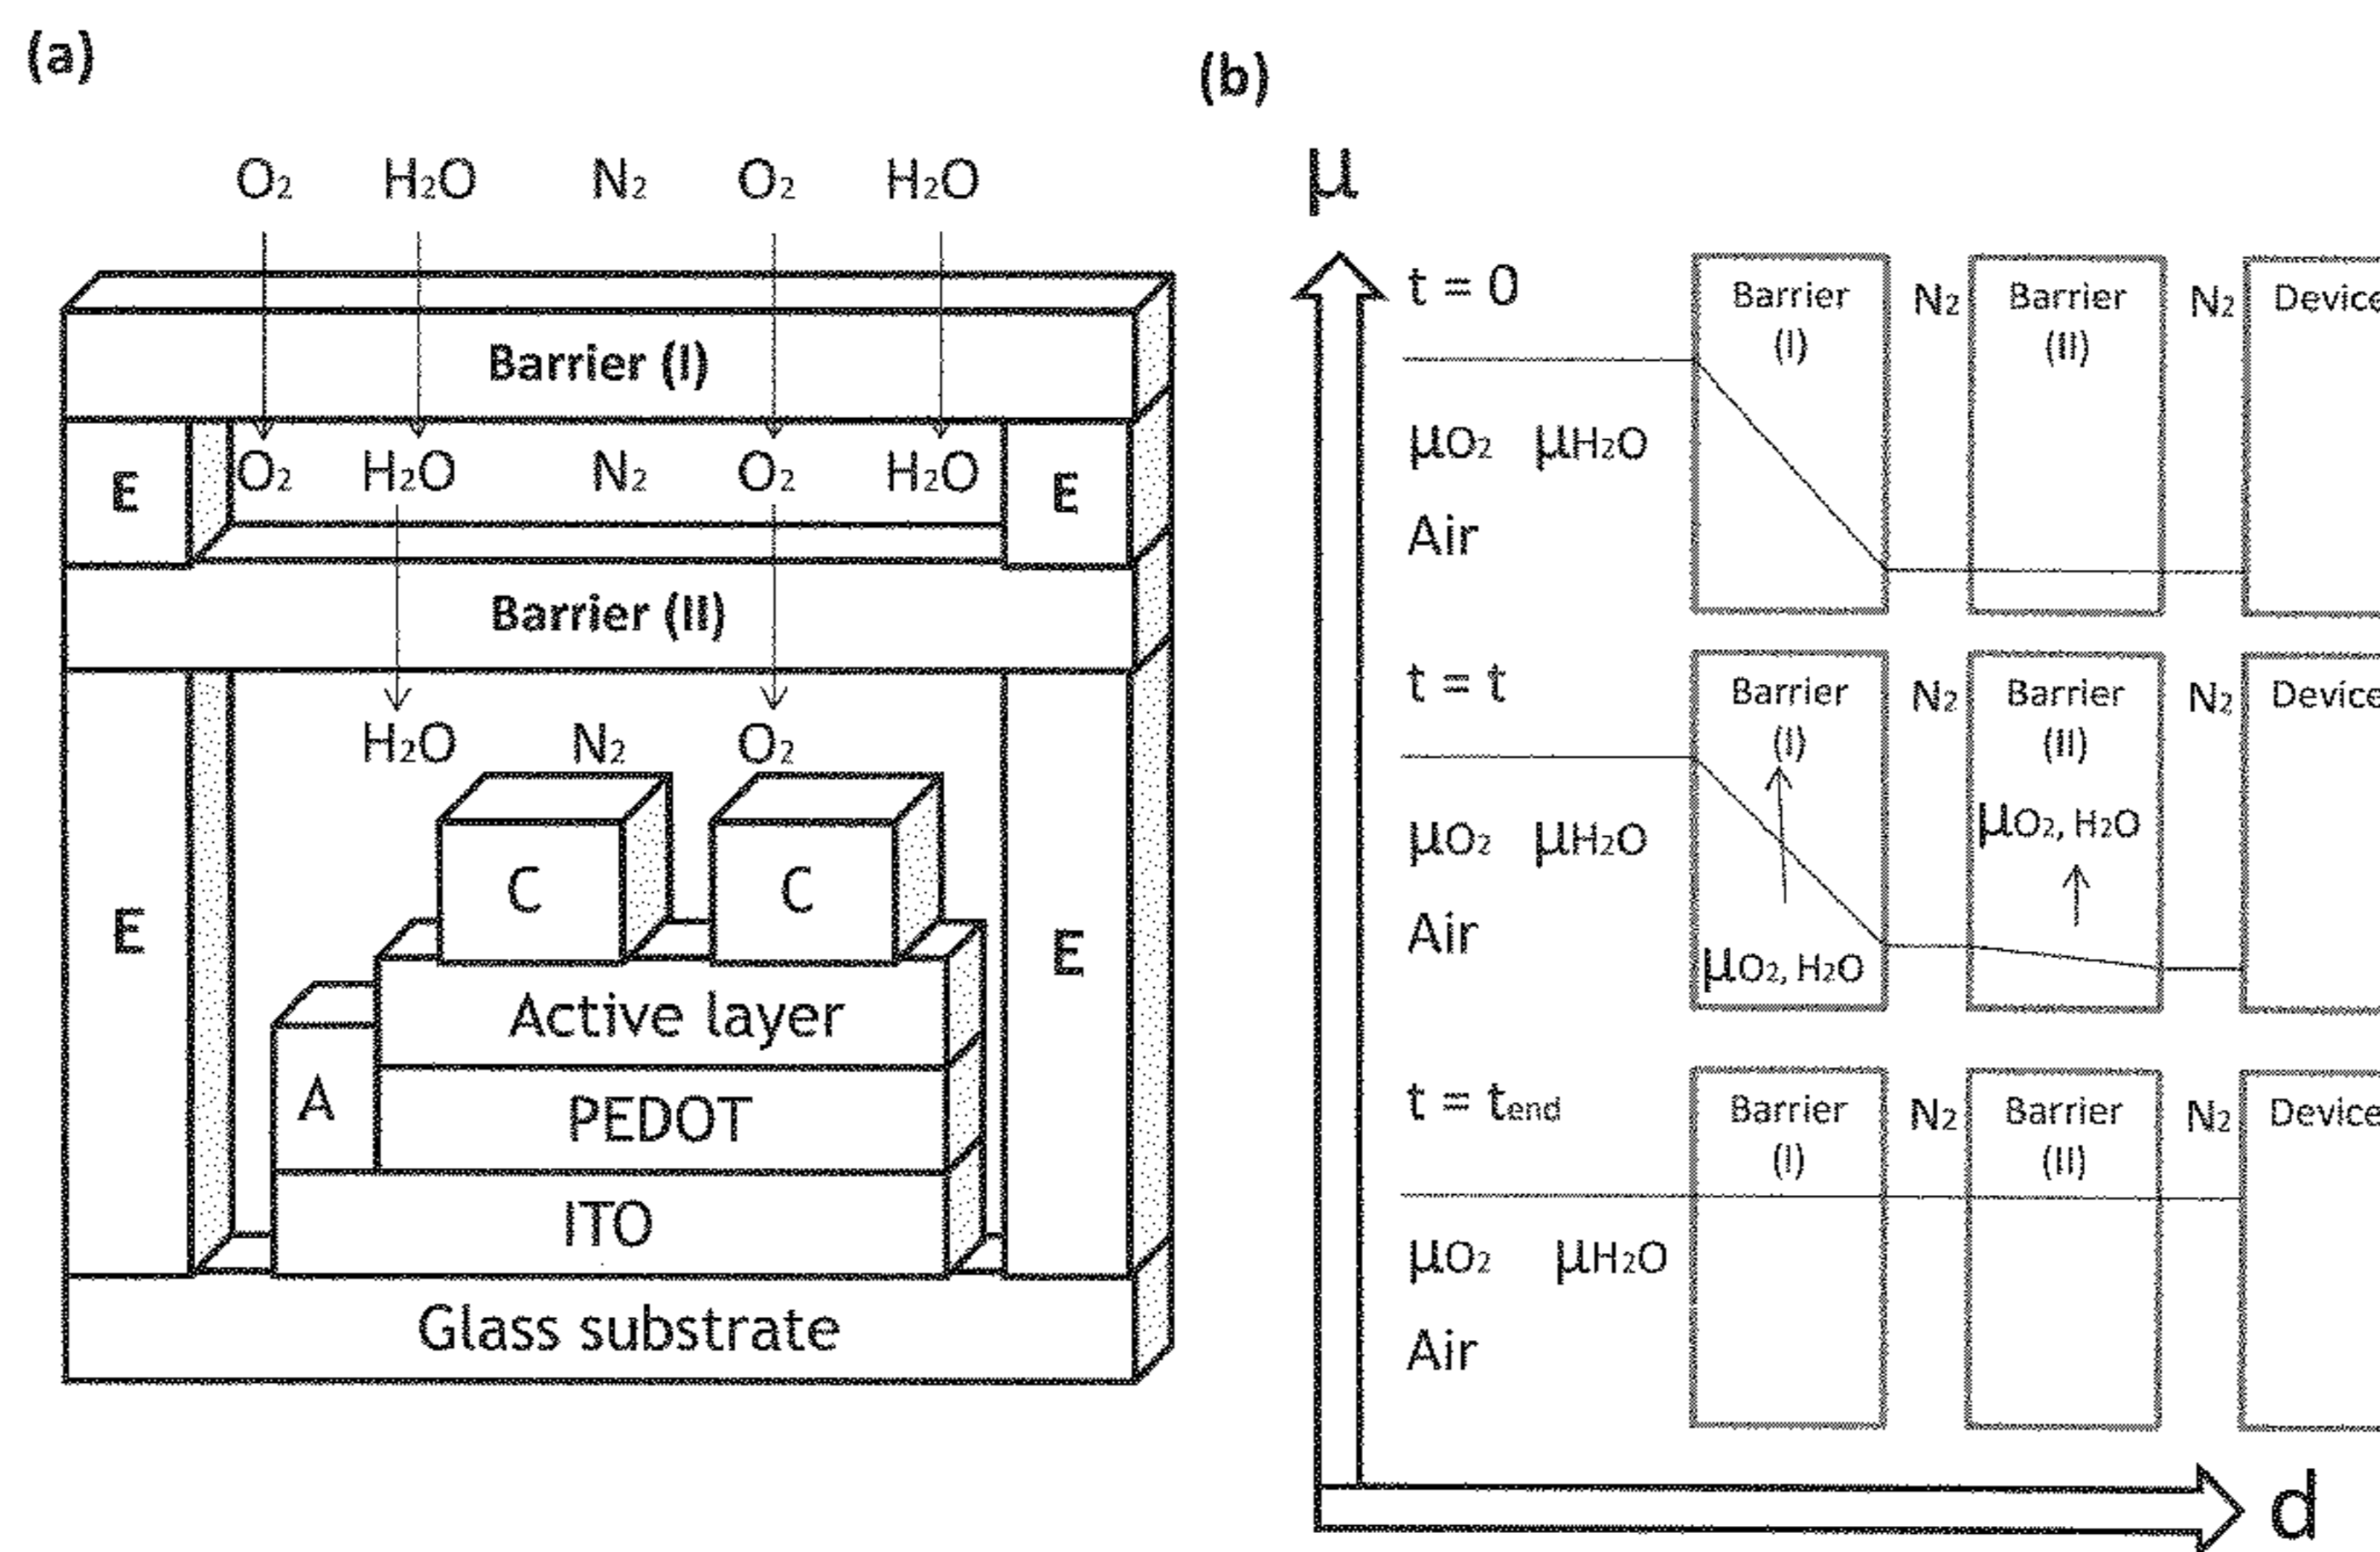 (a)
O₂ H₂O N₂ O₂ H₂O
Barrier (I)
E O₂ H₂O N₂ O₂ H₂O E
Barrier (II)
H₂O N₂ O₂
C C
E E
Active layer
A PEDOT
ITO
Glass substrate
(b)
μ
t = 0
Barrier (I) N₂ Barrier (II) N₂ Device
μO₂ μH₂O
Air
t = t
Barrier (I) N₂ Barrier (II) N₂ Device
μO₂ μH₂O
μO₂, H₂O
Air
μO₂, H₂O
t = tend
Barrier (I) N₂ Barrier (II) N₂ Device
μO₂ μH₂O
Air
d